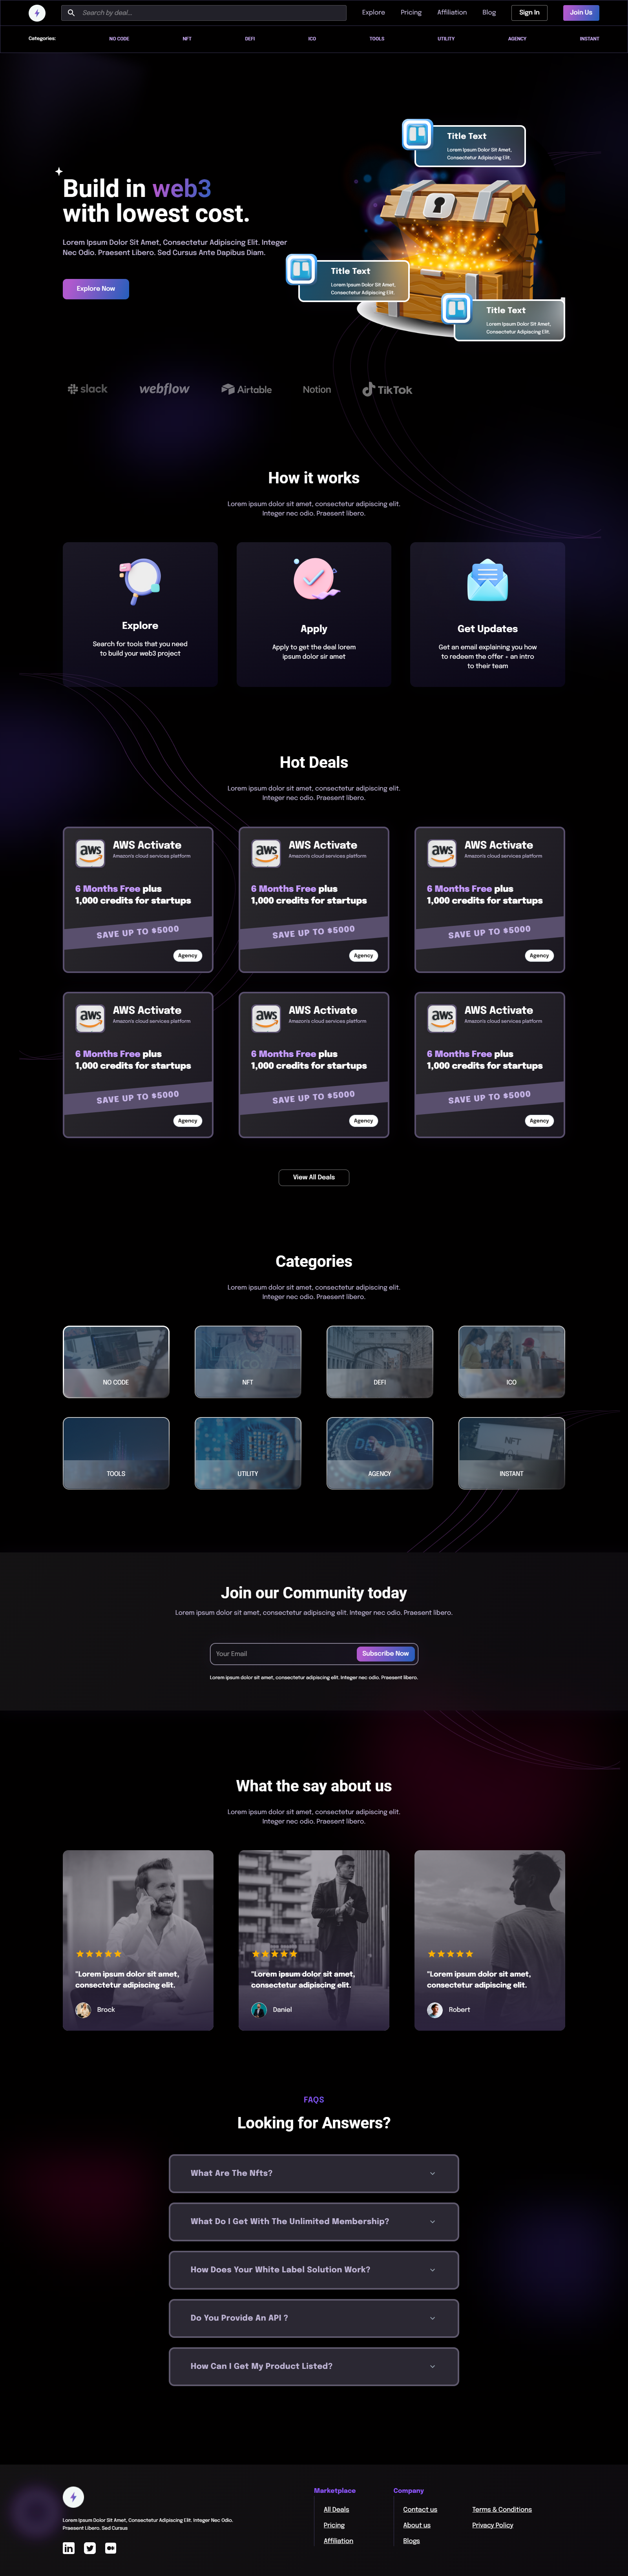 Search by deal...
Explore
Pricing
Affiliation
Blog
Sign In
Join Us
Categories:
NO CODE
NFT
DEFI
ICO
TOOLS
UTILITY
AGENCY
INSTANT
Build in web3
with lowest cost.
Lorem Ipsum Dolor Sit Amet, Consectetur Adipiscing Elit. Integer
Nec Odio. Praesent Libero. Sed Cursus Ante Dapibus Diam.
Explore Now
Title Text
Lorem Ipsum Dolor Sit Amet,
Consectetur Adipiscing Elit.
Title Text
Lorem Ipsum Dolor Sit Amet,
Consectetur Adipiscing Elit.
Title Text
Lorem Ipsum Dolor Sit Amet,
Consectetur Adipiscing Elit.
slack
webflow
Airtable
Notion
TikTok
How it works
Lorem ipsum dolor sit amet, consectetur adipiscing elit.
Integer nec odio. Praesent libero.
Explore
Search for tools that you need
to build your web3 project
Apply
Apply to get the deal lorem
ipsum dolor sir amet
Get Updates
Get an email explaining you how
to redeem the offer - an intro
to their team
Hot Deals
Lorem ipsum dolor sit amet, consectetur adipiscing elit.
Integer nec odio. Praesent libero.
aws
AWS Activate
Amazon's cloud services platform
6 Months Free plus
1,000 credits for startups
SAVE UP TO $5000
Agency
aws
AWS Activate
Amazon's cloud services platform
6 Months Free plus
1,000 credits for startups
SAVE UP TO $5000
Agency
aws
AWS Activate
Amazon's cloud services platform
6 Months Free plus
1,000 credits for startups
SAVE UP TO $5000
Agency
aws
AWS Activate
Amazon's cloud services platform
6 Months Free plus
1,000 credits for startups
SAVE UP TO $5000
Agency
aws
AWS Activate
Amazon's cloud services platform
6 Months Free plus
1,000 credits for startups
SAVE UP TO $5000
Agency
aws
AWS Activate
Amazon's cloud services platform
6 Months Free plus
1,000 credits for startups
SAVE UP TO $5000
Agency
View All Deals
Categories
Lorem ipsum dolor sit amet, consectetur adipiscing elit.
Integer nec odio. Praesent libero.
NO CODE
NFT
DEFI
ICO
TOOLS
UTILITY
DEFI
AGENCY
NFT
INSTANT
Join our Community today
Lorem ipsum dolor sit amet, consectetur adipiscing elit. Integer nec odio. Praesent libero.
Your Email
Subscribe Now
Lorem ipsum dolor sit amet, consectetur adipiscing elit. Integer nec odio. Praesent libero.
What the say about us
Lorem ipsum dolor sit amet, consectetur adipiscing elit.
Integer nec odio. Praesent libero.
"Lorem ipsum dolor sit amet,
consectetur adipiscing elit.
Brock
"Lorem ipsum dolor sit amet,
consectetur adipiscing elit.
Daniel
"Lorem ipsum dolor sit amet,
consectetur adipiscing elit.
Robert
FAQS
Looking for Answers?
What Are The Nfts?
What Do I Get With The Unlimited Membership?
How Does Your White Label Solution Work?
Do You Provide An API ?
How Can I Get My Product Listed?
Lorem Ipsum Dolor Sit Amet, Consectetur Adipiscing Elit. Integer Nec Odio.
Praesent Libero. Sed Cursus
Marketplace
All Deals
Pricing
Affiliation
Company
Contact us
About us
Blogs
Terms & Conditions
Privacy Policy